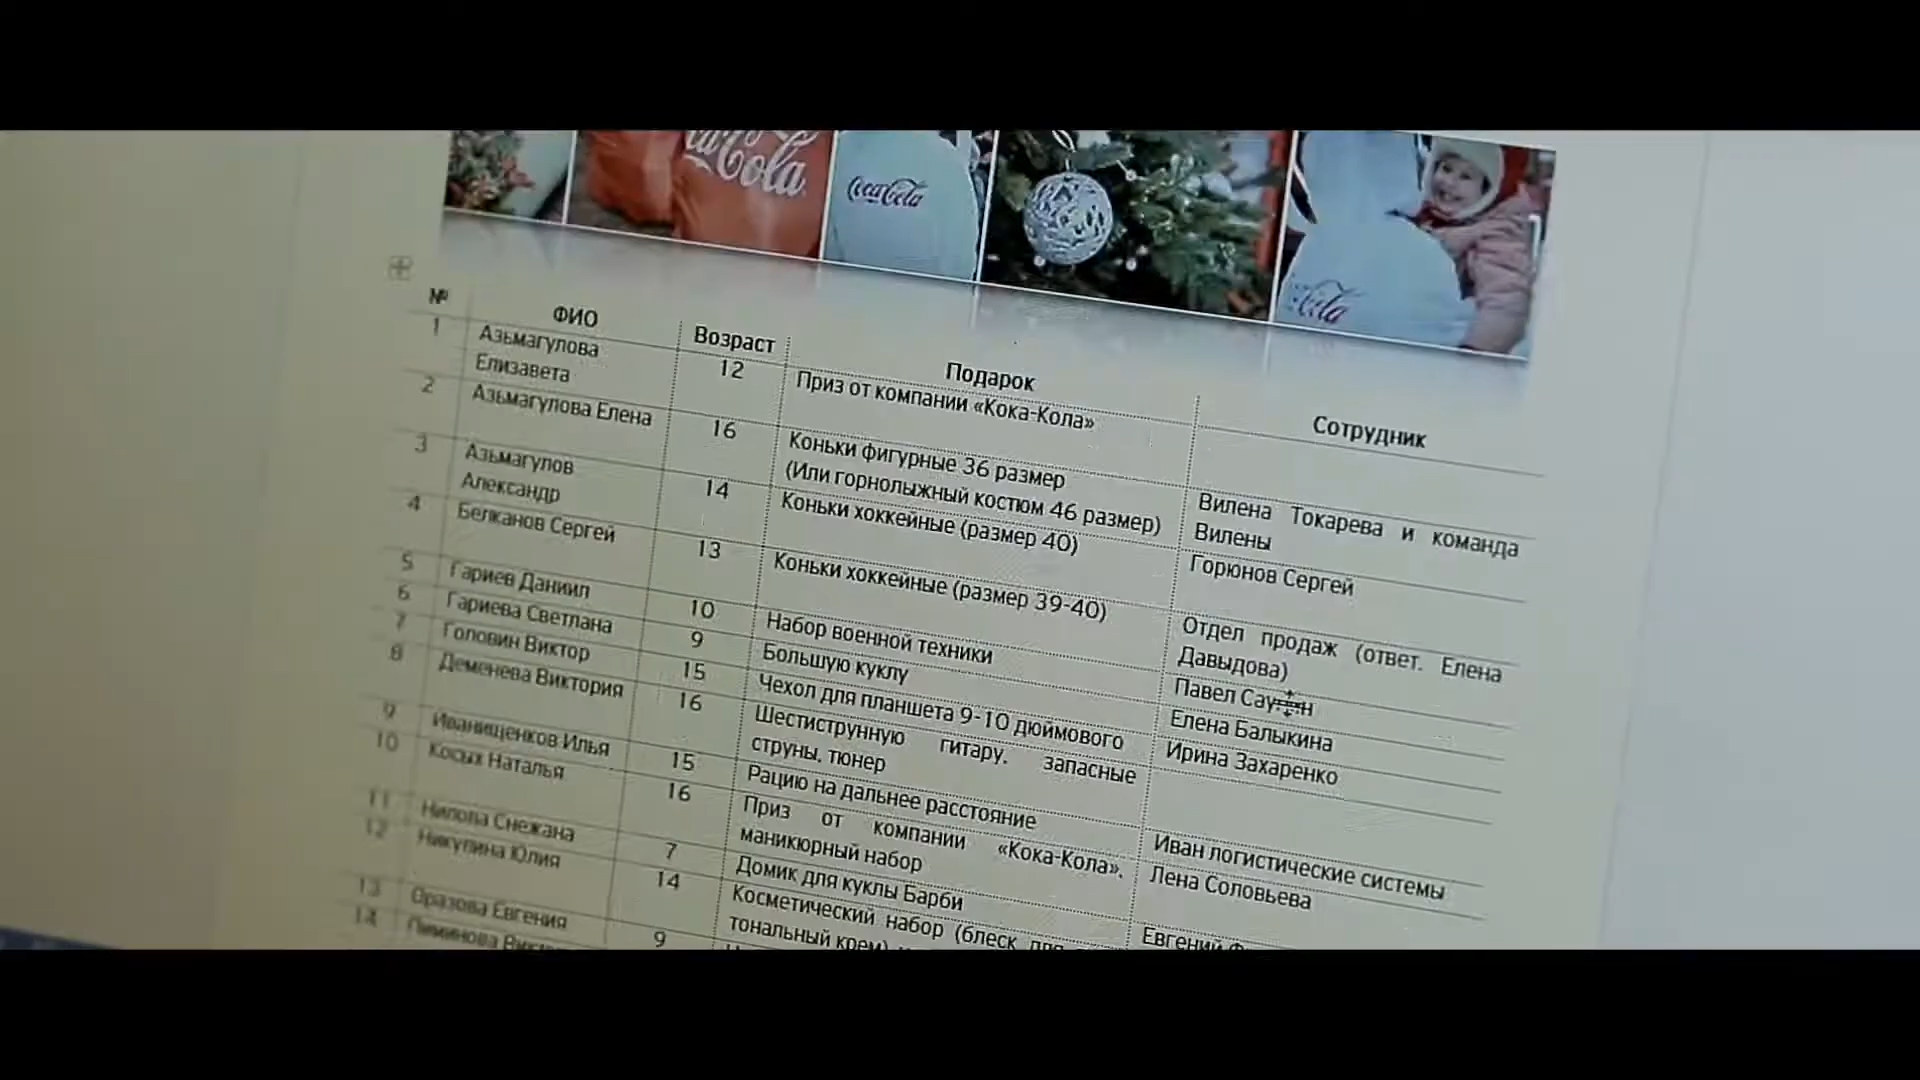 Coca-Cola
Coca-Cola
№ ФИО Возраст Подарок Сотрудник
1 Азьмагулова Елизавета 12 Приз от компании «Кока-Кола»
2 Азьмагулова Елена 16 Коньки фигурные 36 размер
(Или горнолыжный костюм 46 размер) Вилена Токарева и команда Вилены
3 Азьмагулов Александр 14 Коньки хоккейные (размер 40) Горюнов Сергей
4 Белканов Сергей 13 Коньки хоккейные (размер 39-40) Отдел продаж (ответ. Елена Давыдова)
5 Гариев Даниил 10 Набор военной техники Павел
6 Гариева Светлана 9 Большую куклу Елена Балыкина
7 Головин Виктор 15 Чехол для планшета 9-10 дюймового Ирина Захаренко
8 Деменева Виктория 16 Шестиструнную гитару, запасные
струны, тюнер
9 Иванищенков Илья 15 Рацию на дальнее расстояние Иван логистические системы
10 Косых Наталья 16 Приз от компании «Кока-Кола»,
маникюрный набор Лена Соловьева
11 Нилова Снежана 7 Домик для куклы Барби Евгений
12 Никулина Юлия 14 Косметический набор (блеск для
тональный крем)
13 Оразова Евгения 9
14